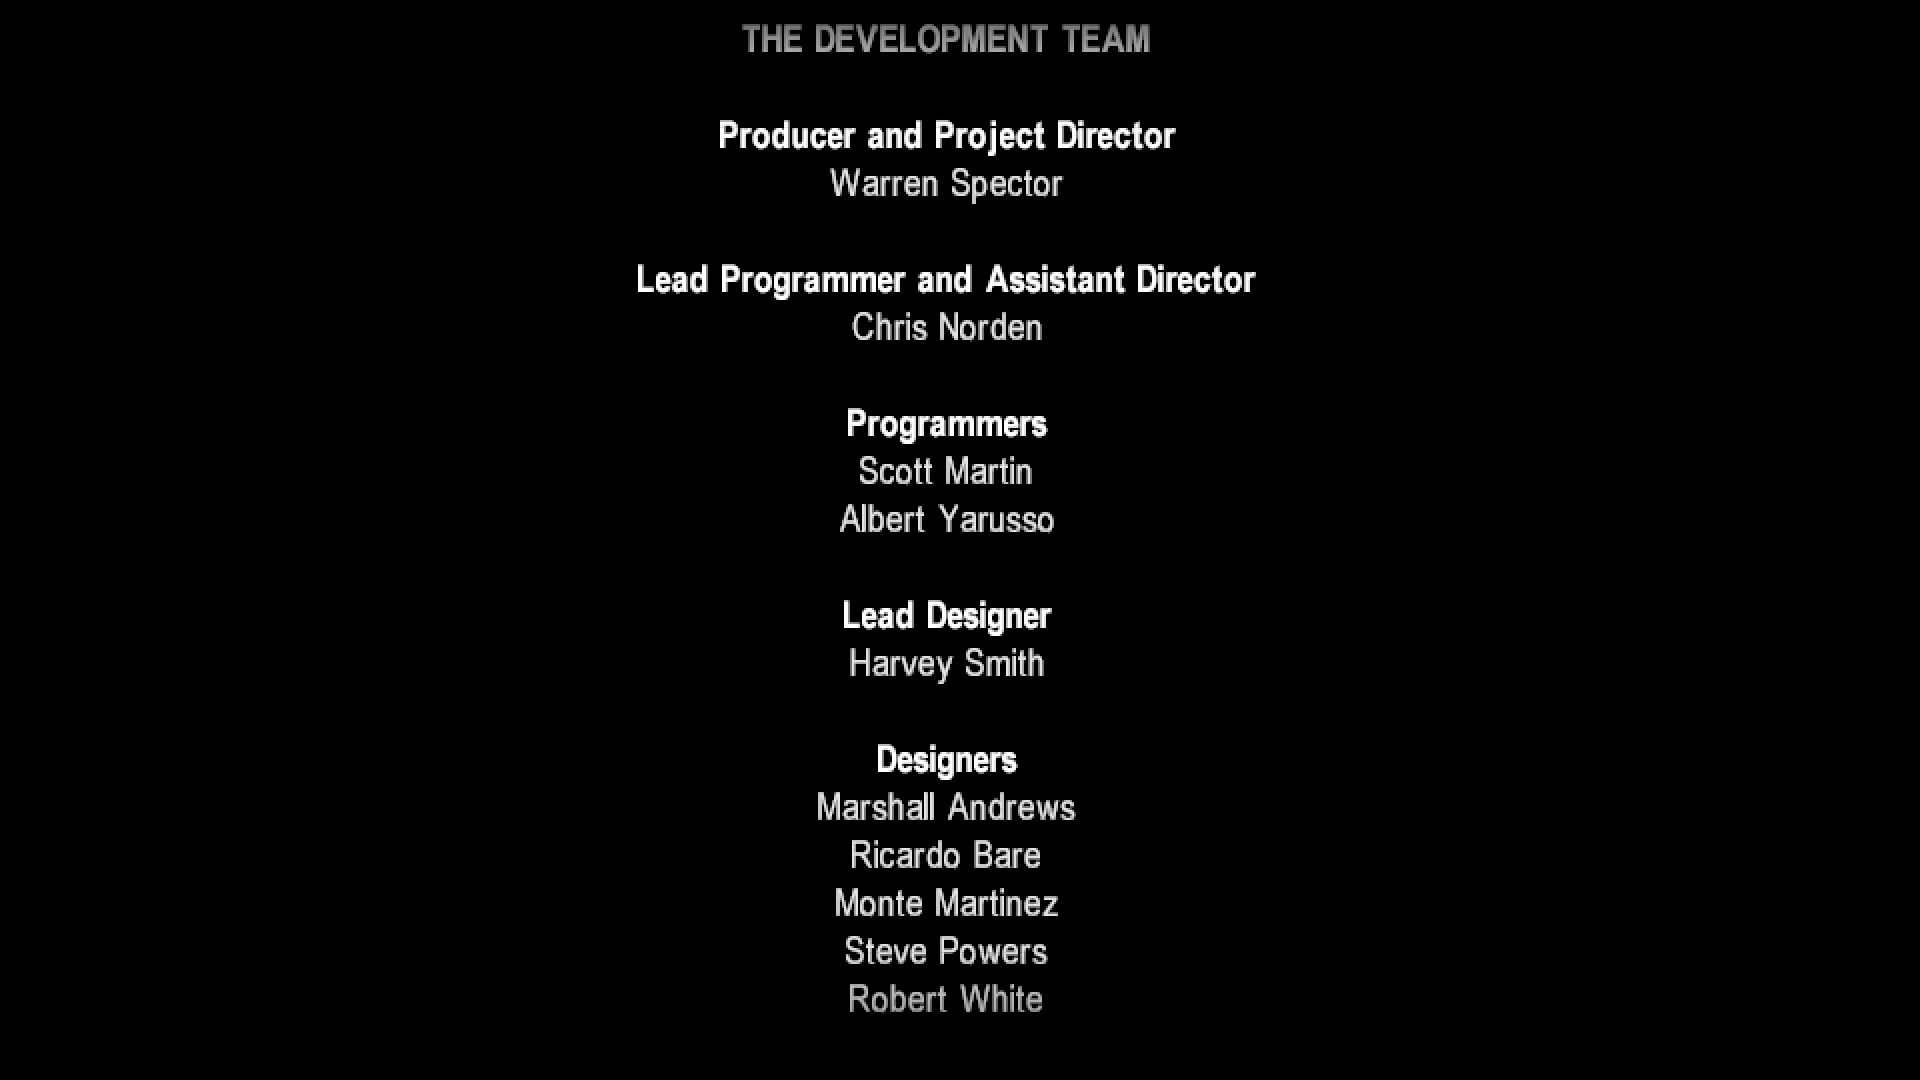 THE DEVELOPMENT TEAM
Producer and Project Director
Warren Spector
Lead Programmer and Assistant Director
Chris Norden
Programmers
Scott Martin
Albert Yarusso
Lead Designer
Harvey Smith
Designers
Marshall Andrews
Ricardo Bare
Monte Martinez
Steve Powers
Robert White